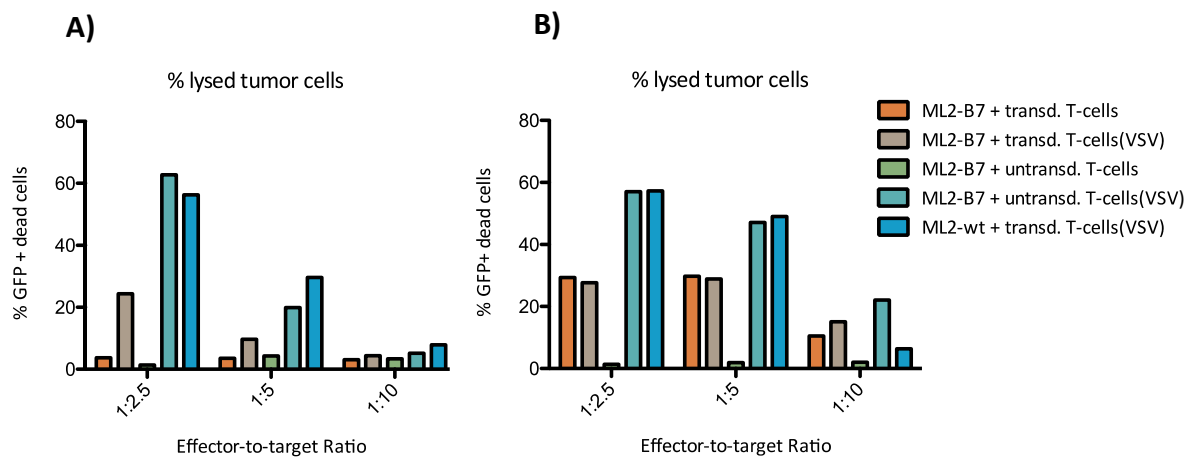 A)
% lysed tumor cells
% GFP + dead cells
80
60
40
20
0
1:2.5
1:5
1:10
Effector-to-target Ratio
B)
% lysed tumor cells
% GFP+ dead cells
80
60
40
20
0
1:2.5
1:5
1:10
Effector-to-target Ratio
ML2-B7 + transd. T-cells
ML2-B7 + transd. T-cells(VSV)
ML2-B7 + untransd. T-cells
ML2-B7 + untransd. T-cells(VSV)
ML2-wt + transd. T-cells(VSV)